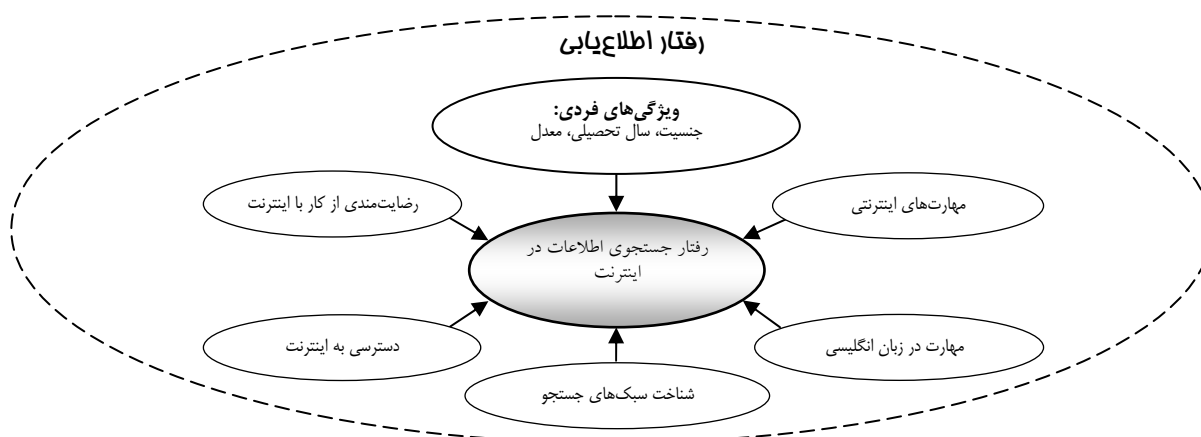 رفتار اطلاع‌یابی
ویژگی‌های فردی:
جنسیت، سال تحصیلی، معدل
مهارت‌های اینترنتی
رضایت‌مندی از کار با اینترنت
رفتار جستجوی اطلاعات در
اینترنت
مهارت در زبان انگلیسی
دسترسی به اینترنت
شناخت سبک‌های جستجو